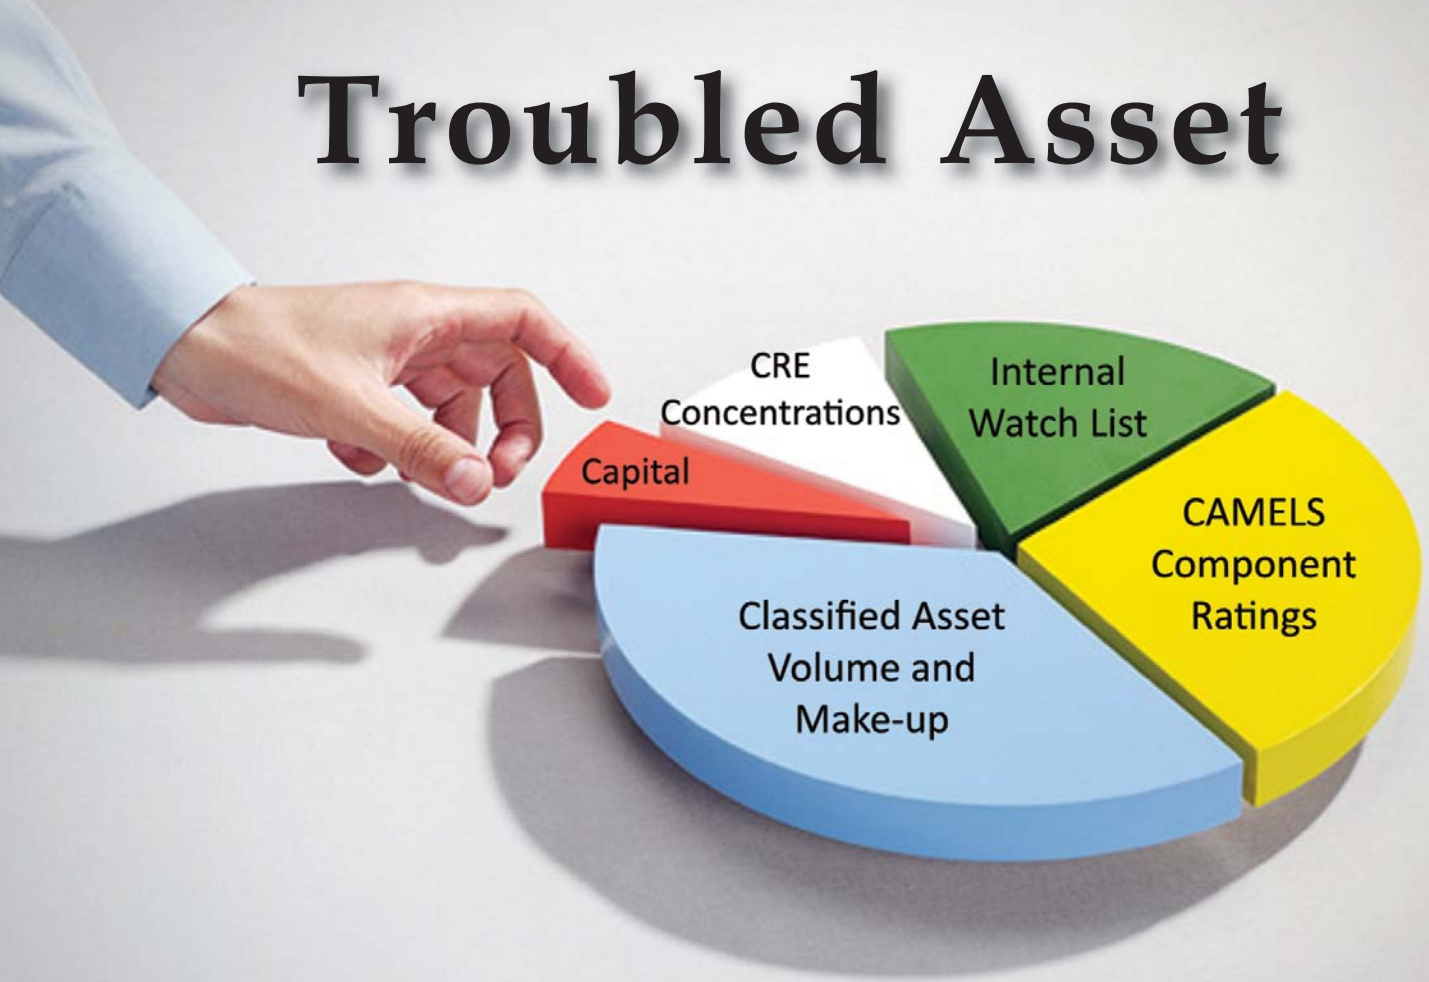 Troubled Asset
CRE
Concentrations
Internal
Watch List
Capital
CAMELS
Component
Ratings
Classified Asset
Volume and
Make-up